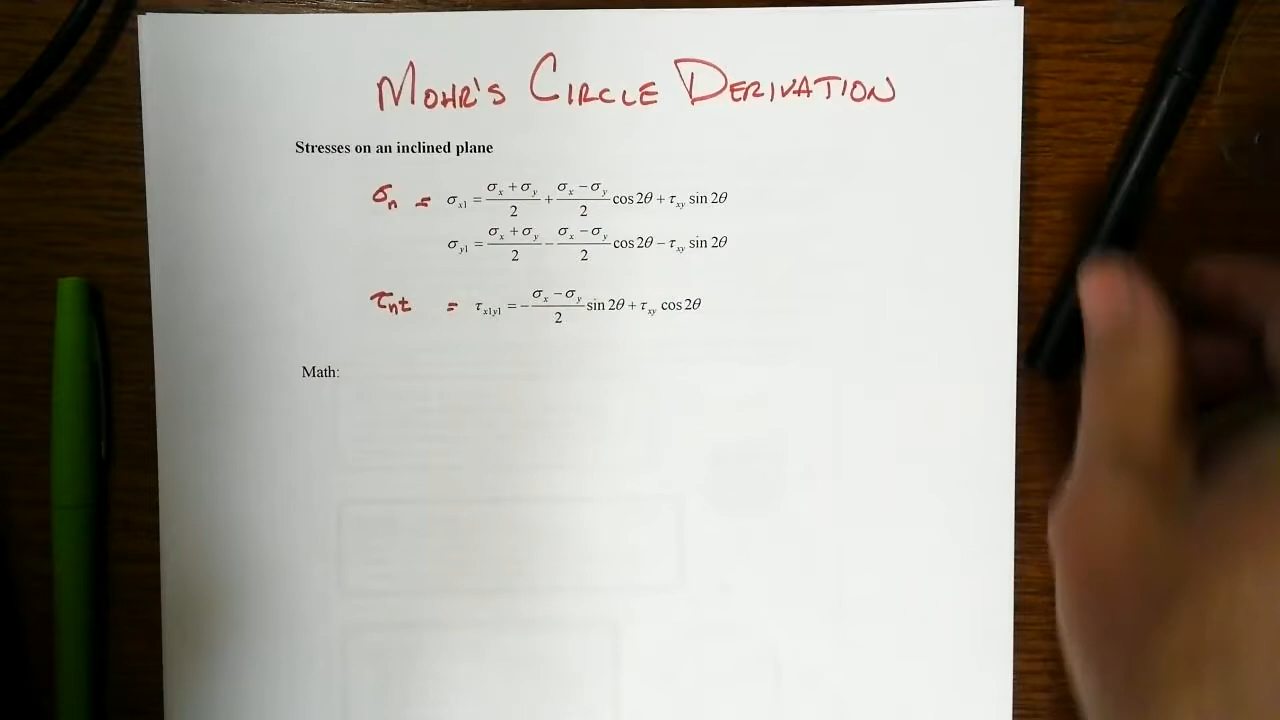 MOHR'S CIRCLE DERIVATION
Stresses on an inclined plane
σn = σx1 = (σx + σy)/2 + (σx − σy)/2 cos 2θ + τxy sin 2θ
σy1 = (σx + σy)/2 − (σx − σy)/2 cos 2θ − τxy sin 2θ
τnt = τx1y1 = − (σx − σy)/2 sin 2θ + τxy cos 2θ
Math: